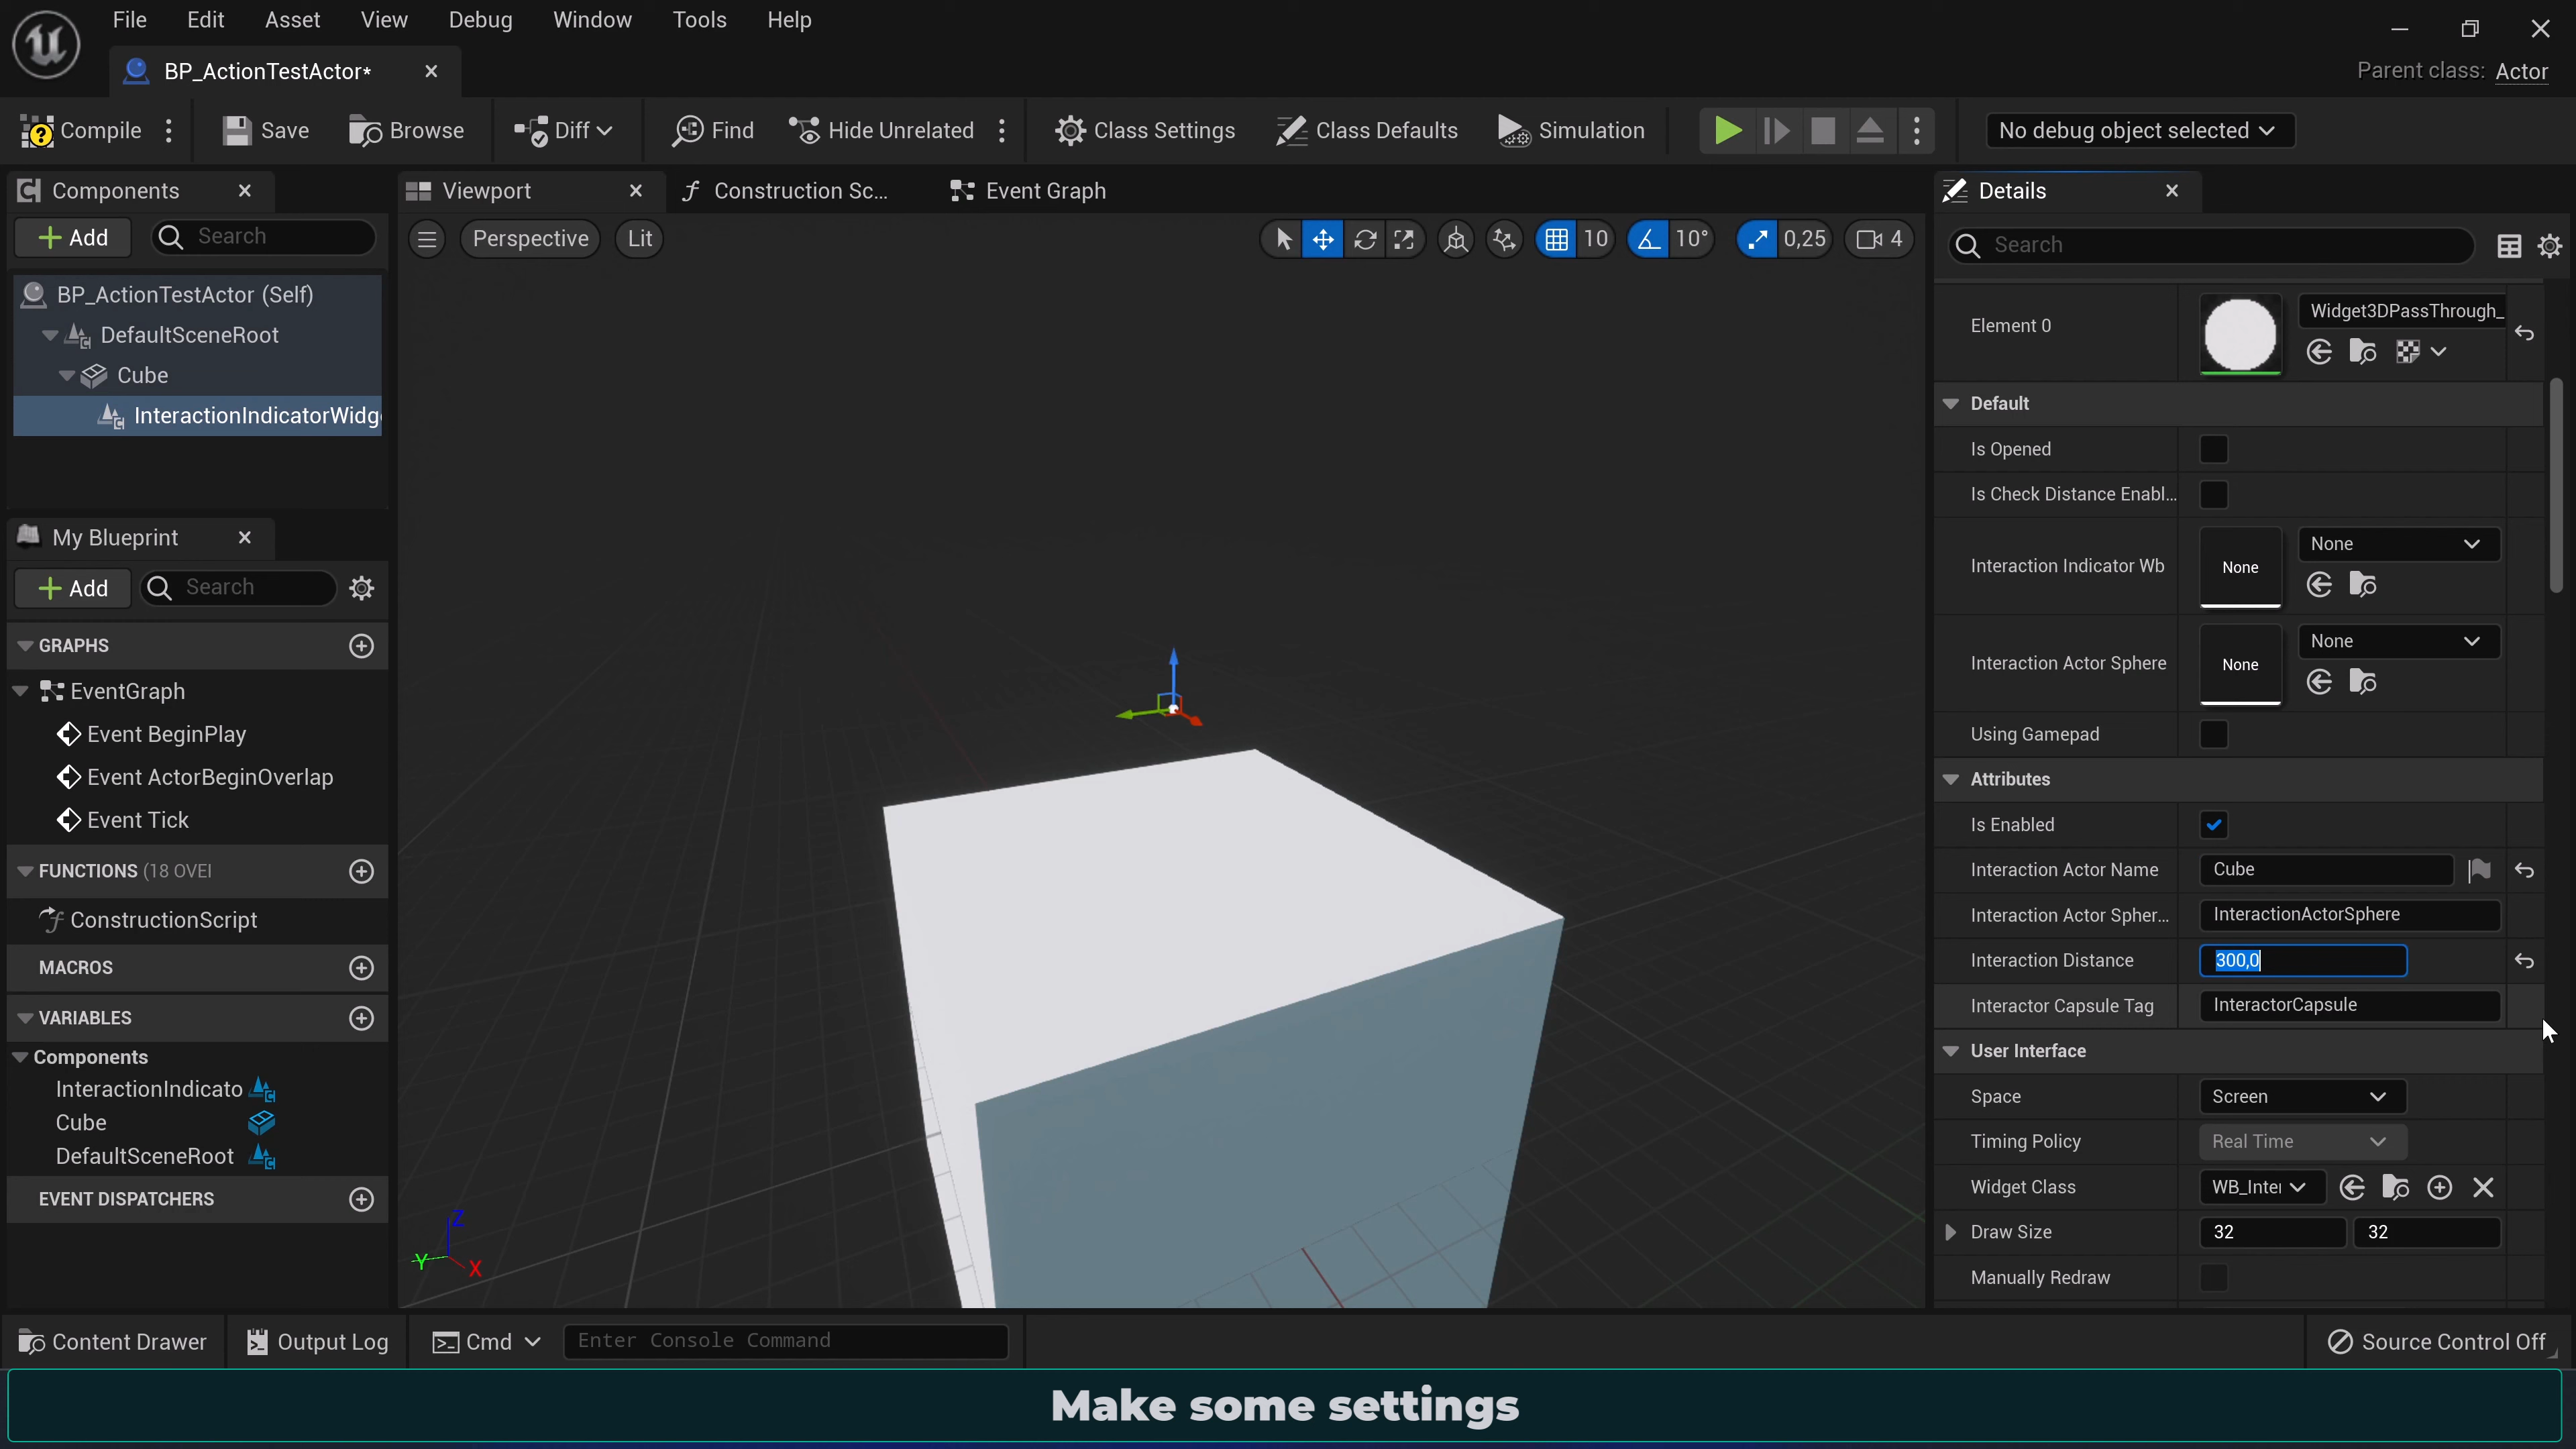 File Edit Asset View Debug Window Tools Help
BP_ActionTestActor*
Parent class: Actor
Compile Save Browse Diff Find Hide Unrelated Class Settings Class Defaults Simulation No debug object selected
Components
Add Search
BP_ActionTestActor (Self)
DefaultSceneRoot
Cube
InteractionIndicatorWidg
My Blueprint
Add Search
GRAPHS
EventGraph
Event BeginPlay
Event ActorBeginOverlap
Event Tick
FUNCTIONS (18 OVEI
ConstructionScript
MACROS
VARIABLES
Components
InteractionIndicato
Cube
DefaultSceneRoot
EVENT DISPATCHERS
Viewport Construction Sc... Event Graph
Perspective Lit 10 10° 0,25 4
Z
Y
X
Details
Search
Element 0 Widget3DPassThrough_
Default
Is Opened
Is Check Distance Enabl...
Interaction Indicator Wb None None
Interaction Actor Sphere None None
Using Gamepad
Attributes
Is Enabled
Interaction Actor Name Cube
Interaction Actor Spher... InteractionActorSphere
Interaction Distance 300,0
Interactor Capsule Tag InteractorCapsule
User Interface
Space Screen
Timing Policy Real Time
Widget Class WB_Inte
Draw Size 32 32
Manually Redraw
Content Drawer Output Log Cmd Enter Console Command Source Control Off
Make some settings